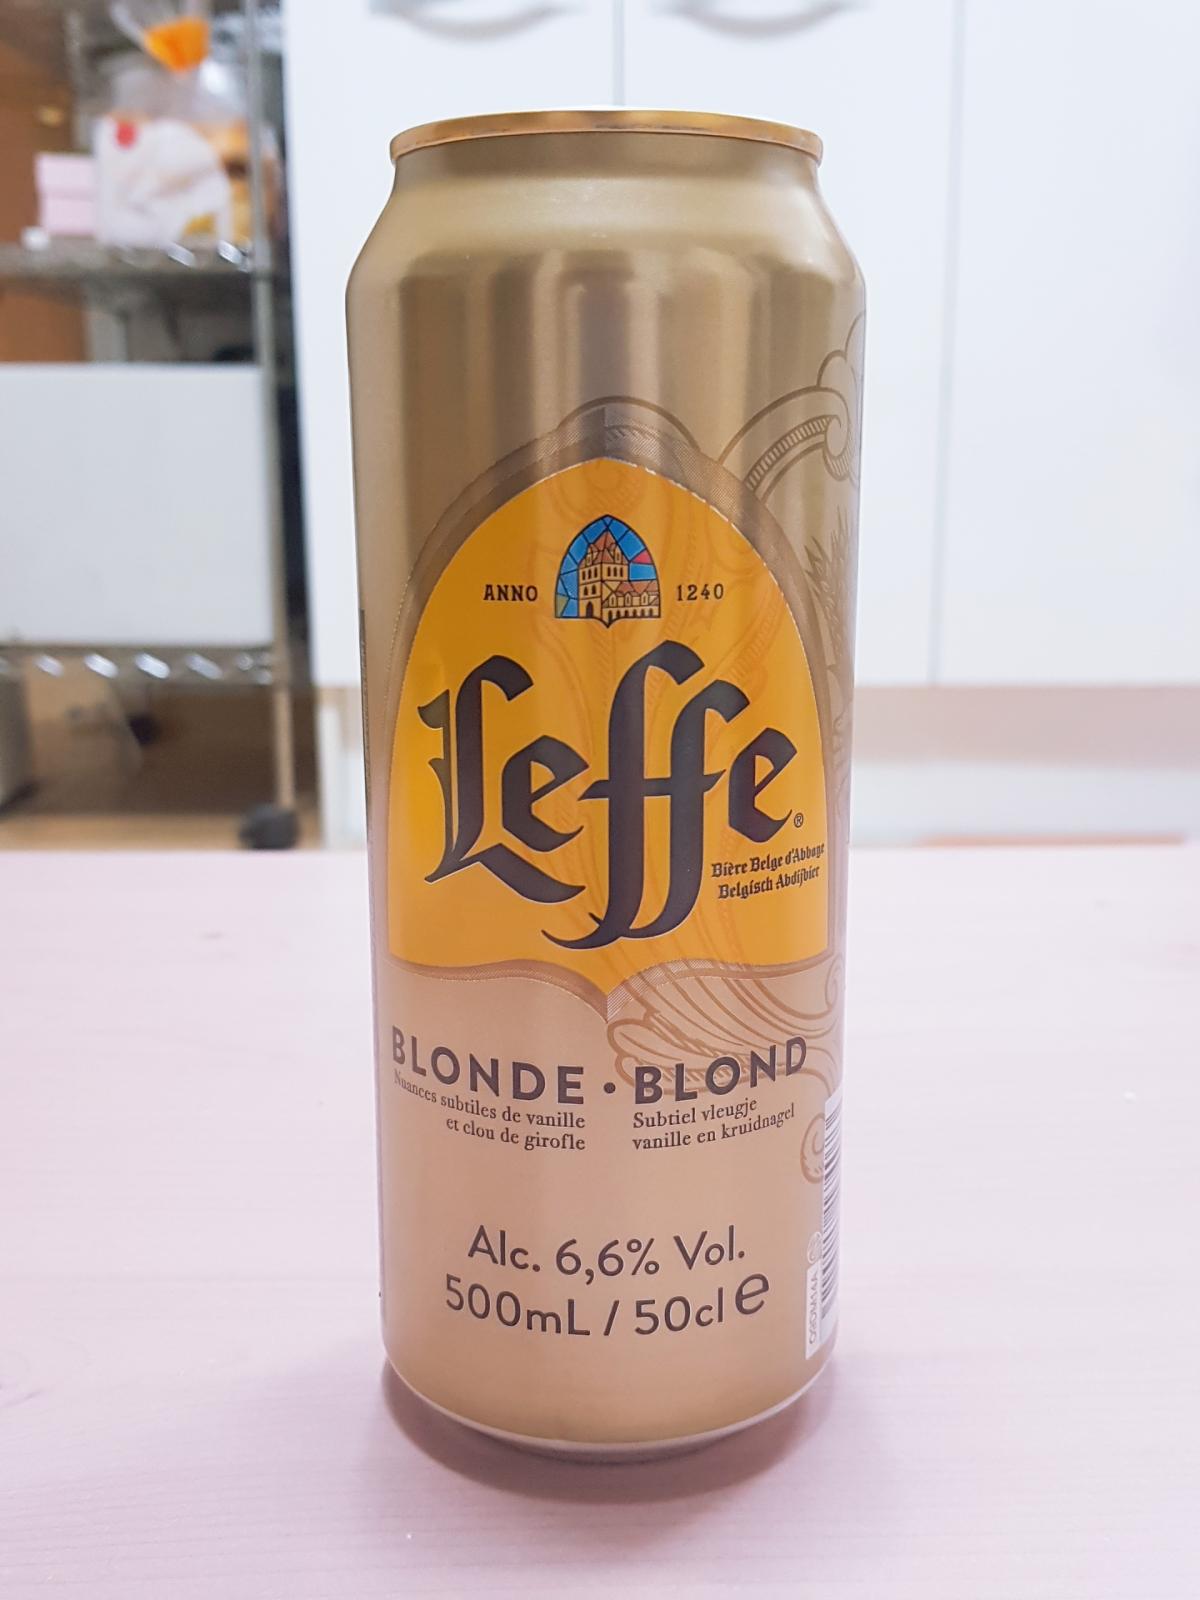 ANNO 1240
Leffe®
Bière Belge d'Abbaye
Belgisch Abdijbier
BLONDE · BLOND
Nuances subtiles de vanille
et clou de girofle
Subtiel vleugje
vanille en kruidnagel
Alc. 6,6% Vol.
500mL / 50cl e